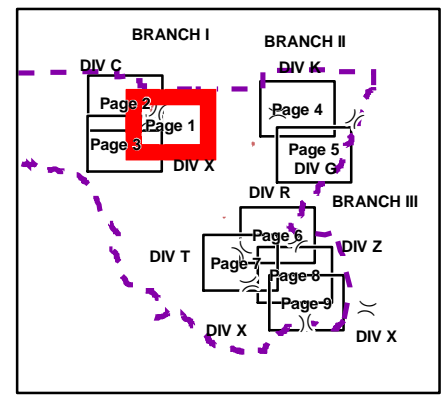 BRANCH I
BRANCH II
DIV C
DIV K
Page 2
Page 4
Page 1
Page 3
Page 5
DIV X
DIV G
DIV R
BRANCH III
Page 6
DIV T
DIV Z
Page 7
Page 8
Page 9
DIV X
DIV X